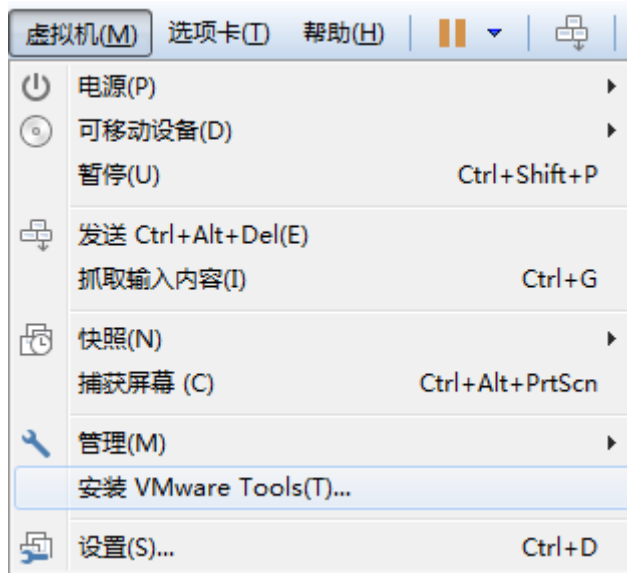 虚拟机(M) 选项卡(T) 帮助(H)
电源(P)
可移动设备(D)
暂停(U) Ctrl+Shift+P
发送 Ctrl+Alt+Del(E)
抓取输入内容(I) Ctrl+G
快照(N)
捕获屏幕 (C) Ctrl+Alt+PrtScn
管理(M)
安装 VMware Tools(T)...
设置(S)... Ctrl+D